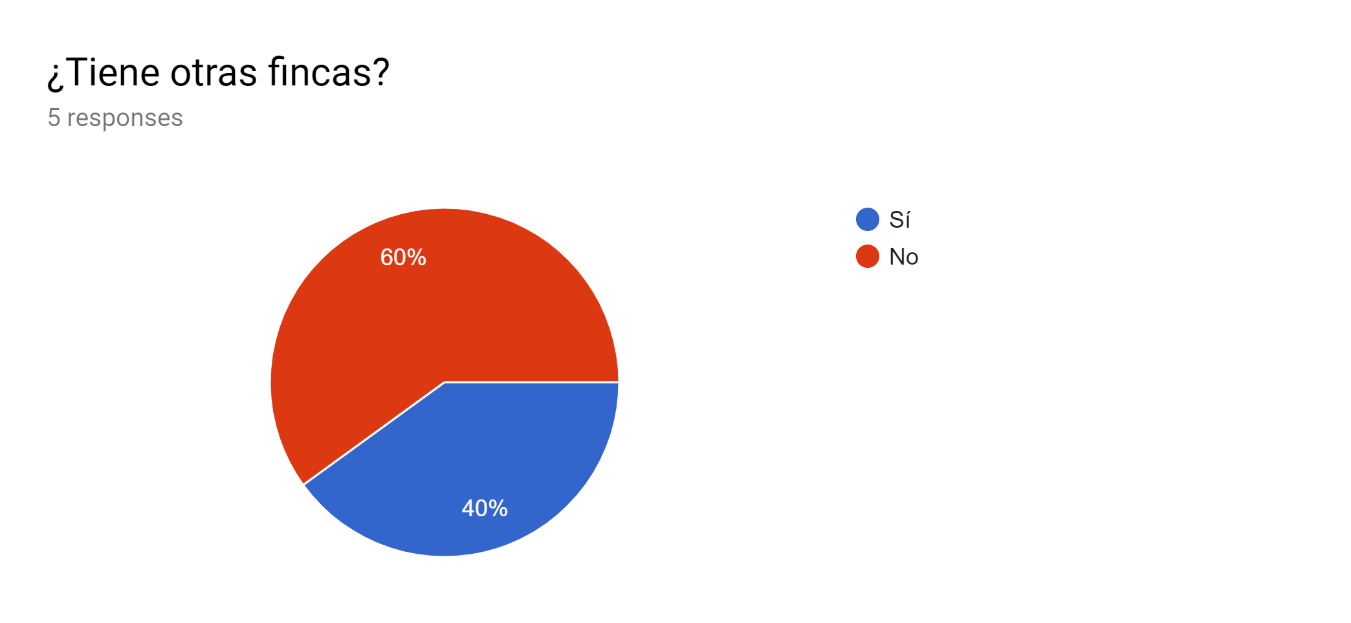 ¿Tiene otras fincas?
5 responses
Sí
No
60%
40%